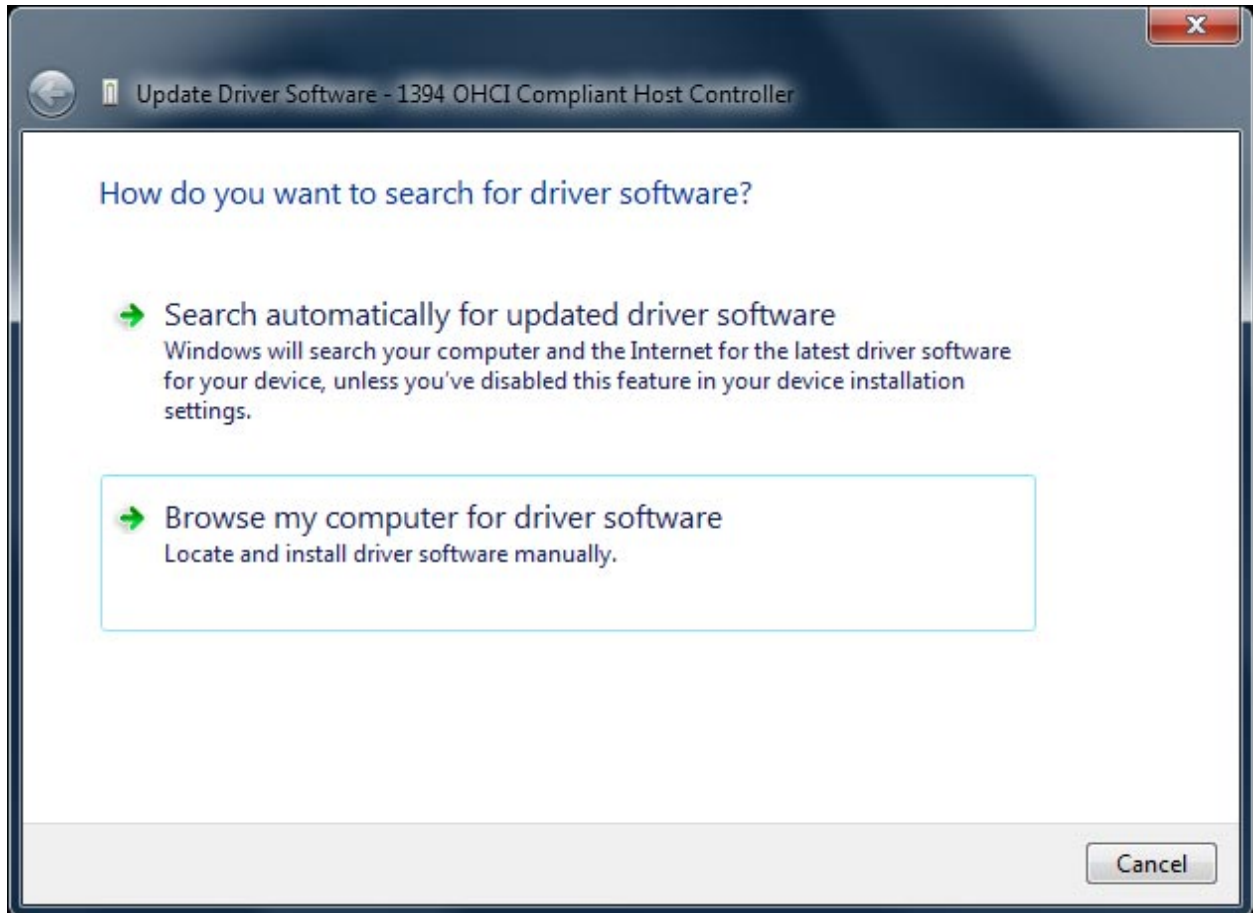 x
Update Driver Software - 1394 OHCI Compliant Host Controller
How do you want to search for driver software?
Search automatically for updated driver software
Windows will search your computer and the Internet for the latest driver software
for your device, unless you've disabled this feature in your device installation
settings.
Browse my computer for driver software
Locate and install driver software manually.
Cancel